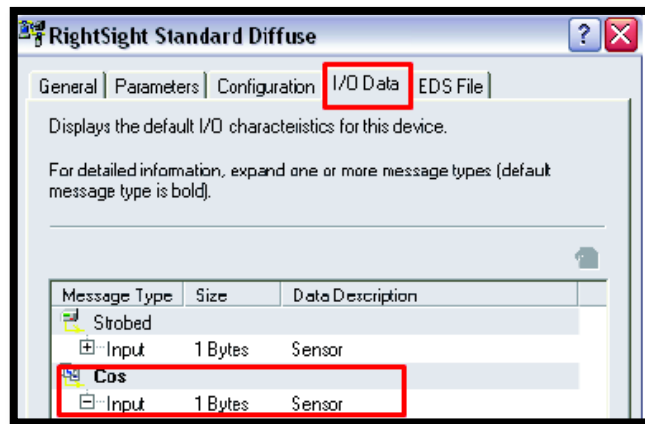 RightSight Standard Diffuse
General Parameters Configuration I/O Data EDS File
Displays the default I/O characteristics for this device.
For detailed information, expand one or more message types (default
message type is bold).
Message Type Size Data Description
Strobed
Input 1 Bytes Sensor
Cos
Input 1 Bytes Sensor